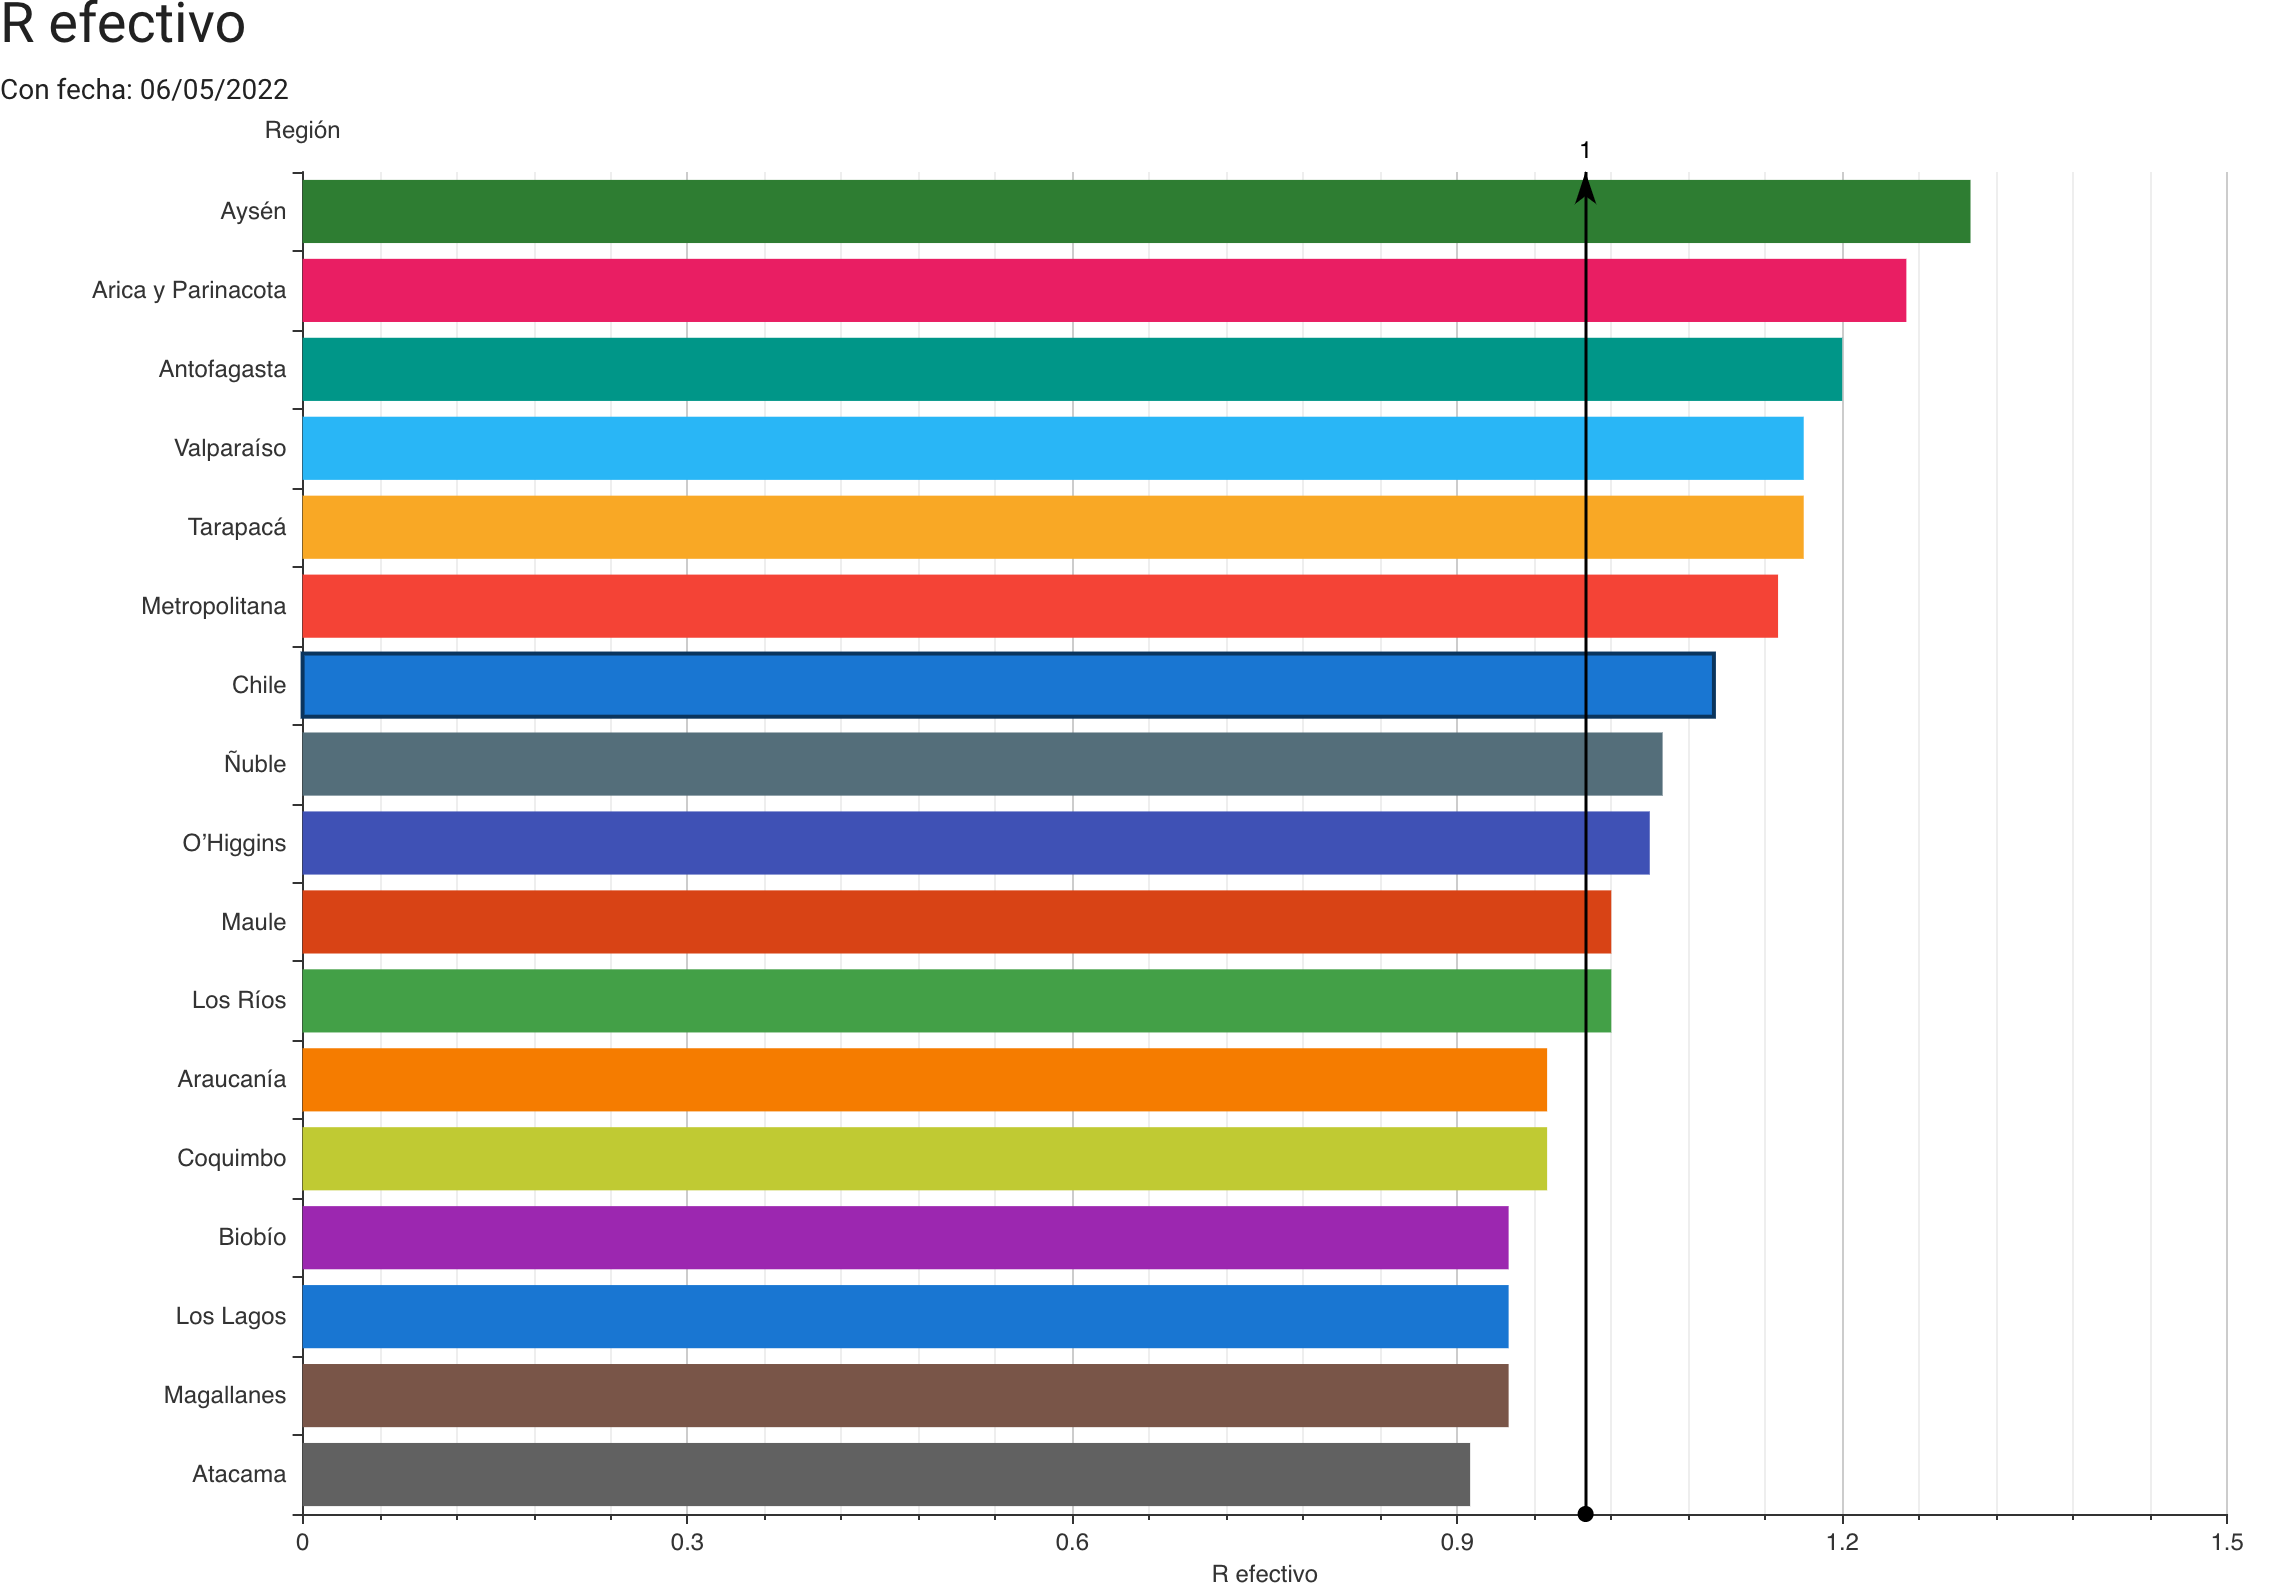 R efectivo
Con fecha: 06/05/2022
Región
1
Aysén
Arica y Parinacota
Antofagasta
Valparaíso
Tarapacá
Metropolitana
Chile
Ñuble
O’Higgins
Maule
Los Ríos
Araucanía
Coquimbo
Biobío
Los Lagos
Magallanes
Atacama
0 0.3 0.6 0.9 1.2 1.5
R efectivo